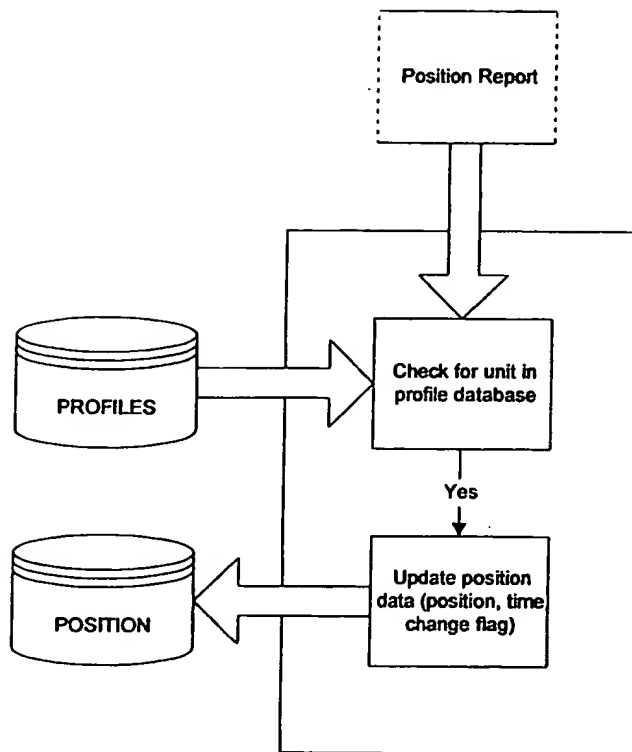 Position Report
PROFILES
Check for unit in
profile database
Yes
POSITION
Update position
data (position, time
change flag)